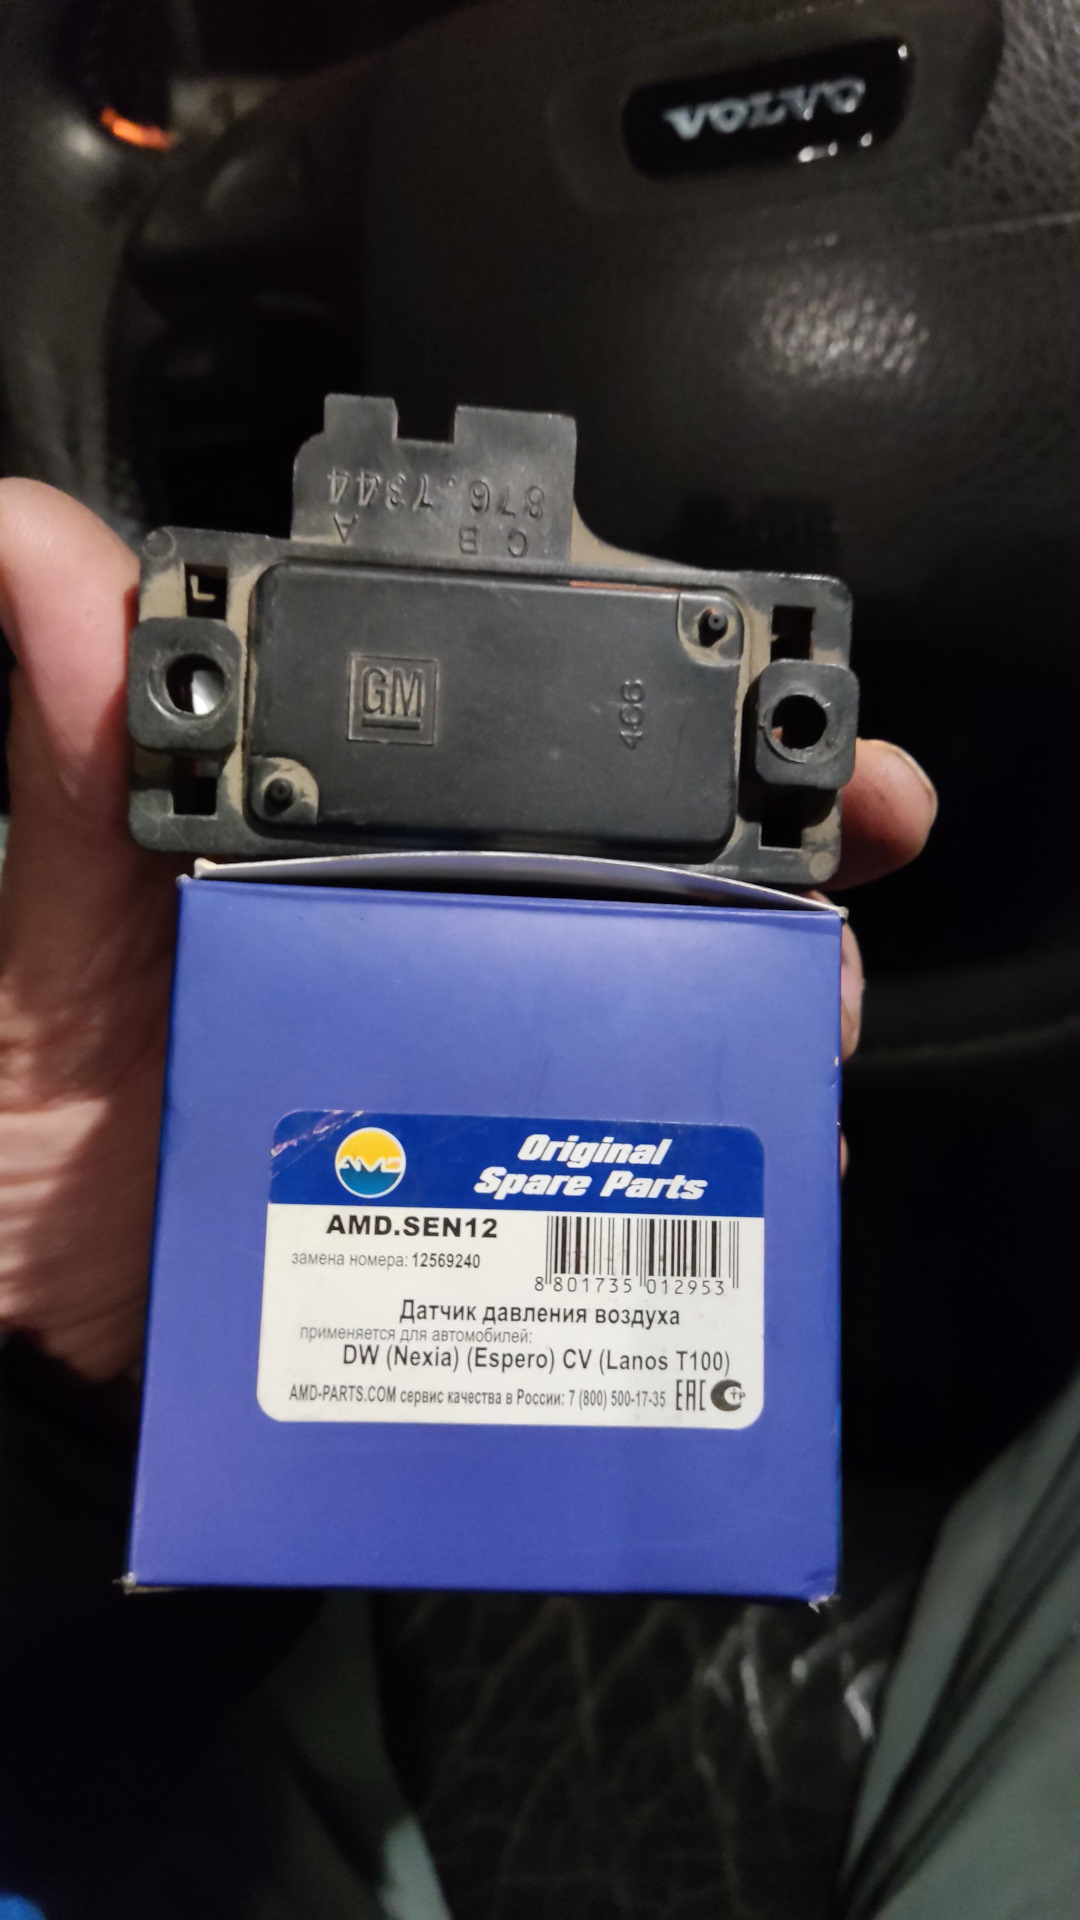 VOLVO
876.7344
C B A
GM
466
AMD
Original
Spare Parts
AMD.SEN12
замена номера: 12569240
8 801735 012953
Датчик давления воздуха
применяется для автомобилей:
DW (Nexia) (Espero) CV (Lanos T100)
AMD-PARTS.COM сервис качества в России: 7 (800) 500-17-35 EAC